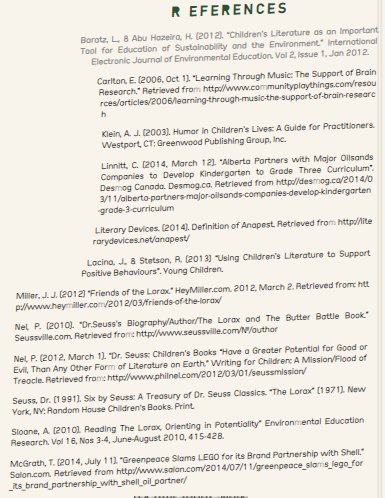 REFERENCES
Boratz, L., & Abu Hazeira, H. (2012). "Children's Literature as an Important
Tool for Education of Sustainability and the Environment." International
Electronic Journal of Environmental Education. Vol 2, Issue 1, Jan 2012.
Carlton, E. (2006, Oct 1). "Learning Through Music: The Support of Brain
Research." Retrieved from http://www.communityplaythings.com/resou
rces/articles/2006/learning-through-music-the-support-of-brain-researc
h
Klein, A. J. (2003). Humor in Children's Lives: A Guide for Practitioners.
Westport, CT: Greenwood Publishing Group, Inc.
Linnitt, C. (2014, March 12). "Alberta Partners with Major Oilsands
Companies to Develop Kindergarten to Grade Three Curriculum".
Desmog Canada. Desmog.ca. Retrieved from http://desmog.ca/2014/0
3/11/alberta-partners-major-oilsands-companies-develop-kindergarten
-grade-3-curriculum
Literary Devices. (2014). Definition of Anapest. Retrieved from http://lite
rarydevices.net/anapest/
Lacina, J., & Stetson, R. (2013) "Using Children's Literature to Support
Positive Behaviours". Young Children.
Miller, J. J. (2012) "Friends of the Lorax." HeyMiller.com. 2012, March 2. Retrieved from: htt
p://www.heymiller.com/2012/03/friends-of-the-lorax/
Nel, P. (2010). "Dr.Seuss's Biography/Author/The Lorax and The Butter Battle Book."
Seussville.com. Retrieved from: http://www.seussville.com/№/author
Nel, P. (2012, March 1). "Dr. Seuss: Children's Books "Have a Greater Potential for Good or
Evil, Than Any Other Form of Literature on Earth." Writing for Children: A Mission/Flood of
Treacle. Retrieved from: http://www.philnel.com/2012/03/01/seussmission/
Seuss, Dr. (1991). Six by Seuss: A Treasury of Dr. Seuss Classics. "The Lorax" (1971). New
York, NY: Random House Children's Books. Print.
Sloane, A. (2010). Reading The Lorax, Orienting in Potentiality" Environmental Education
Research. Vol 16, Nos 3-4, June-August 2010, 415-428.
McGrath, T. (2014, July 11). "Greenpeace Slams LEGO for its Brand Partnership with Shell."
Salon.com. Retrieved from http://www.salon.com/2014/07/11/greenpeace_slams_lego_for
_its_brand_partnership_with_shell_oil_partner/